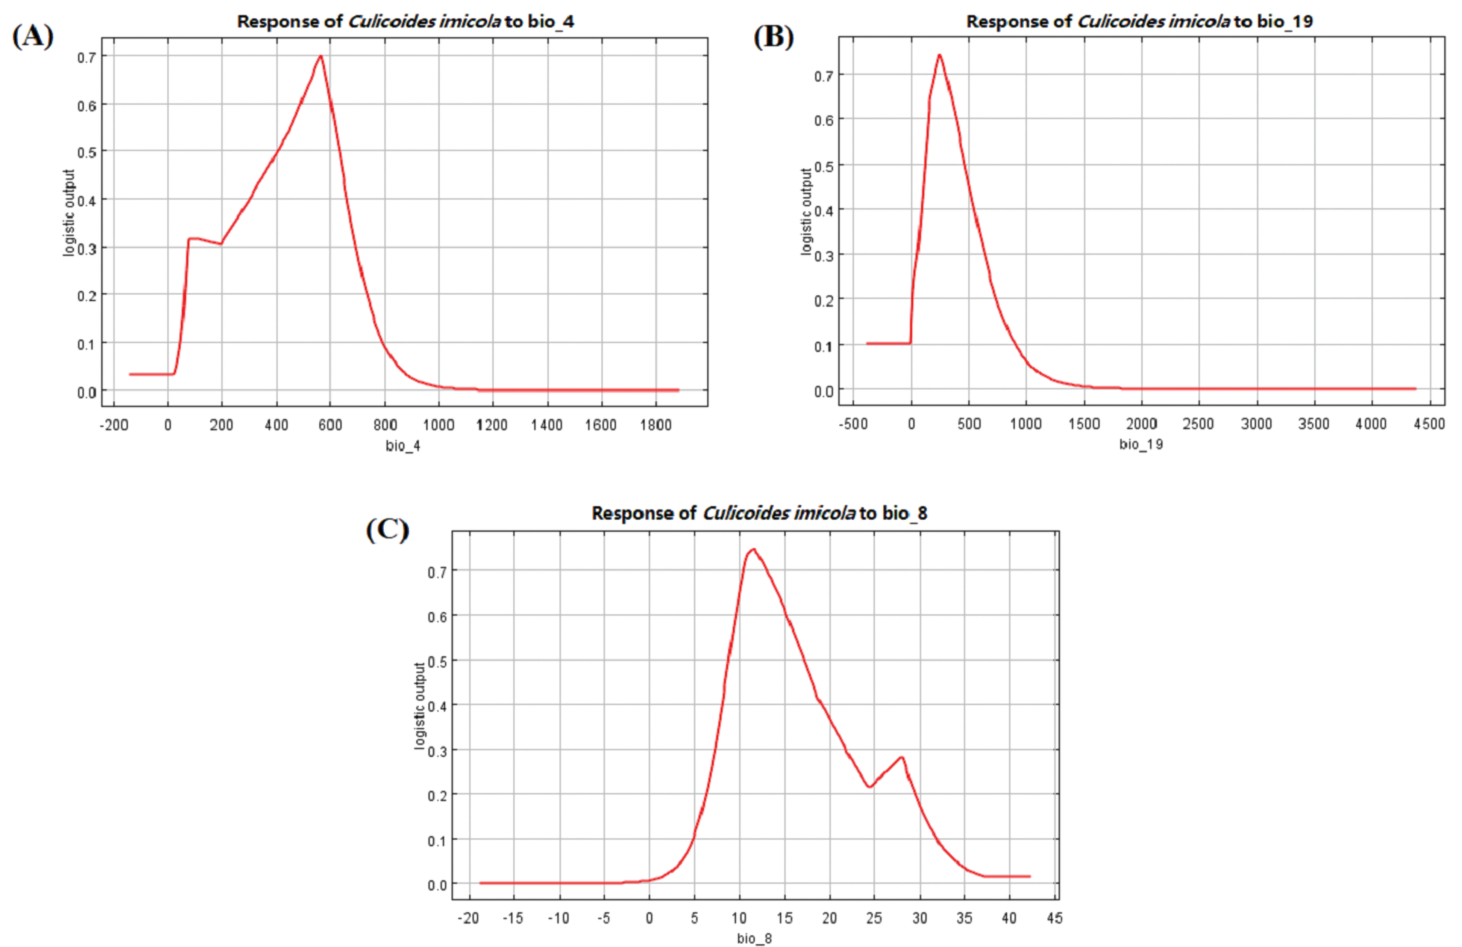 (A)
Response of Culicoides imicola to bio_4
logistic output
0.7
0.6
0.5
0.4
0.3
0.2
0.1
0.0
-200 0 200 400 600 800 1000 1200 1400 1600 1800
bio_4
(B)
Response of Culicoides imicola to bio_19
logistic output
0.7
0.6
0.5
0.4
0.3
0.2
0.1
0.0
-500 0 500 1000 1500 2000 2500 3000 3500 4000 4500
bio_19
(C)
Response of Culicoides imicola to bio_8
logistic output
0.7
0.6
0.5
0.4
0.3
0.2
0.1
0.0
-20 -15 -10 -5 0 5 10 15 20 25 30 35 40 45
bio_8